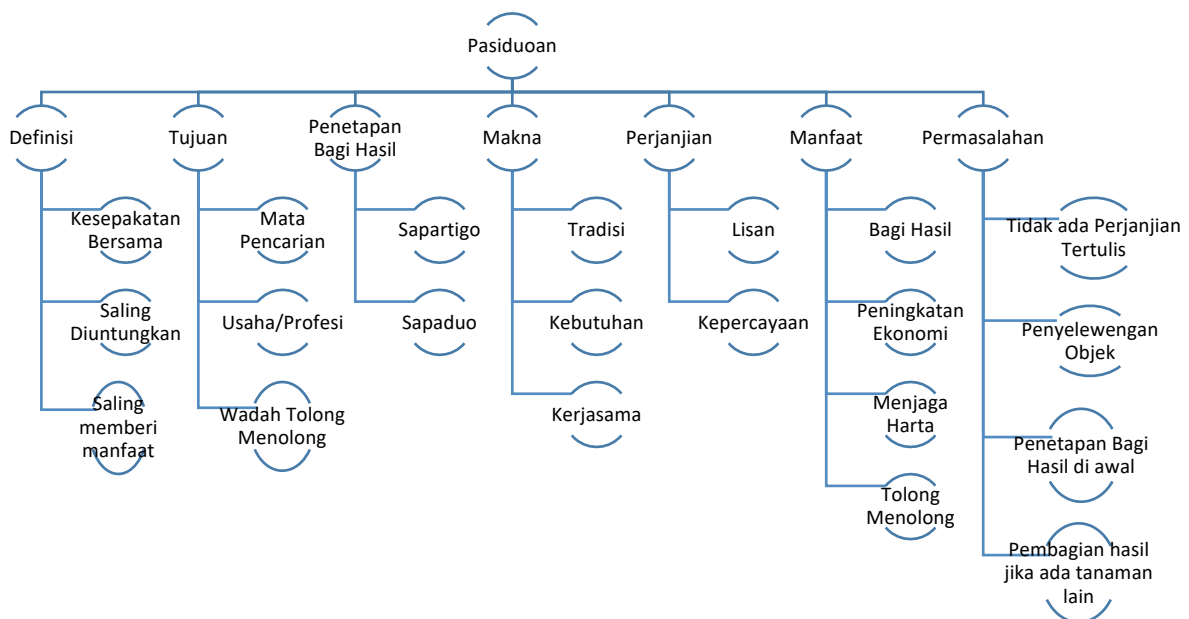 Pasiduoan
Definisi
Tujuan
Penetapan
Bagi Hasil
Makna
Perjanjian
Manfaat
Permasalahan
Kesepakatan
Bersama
Saling
Diuntungkan
Saling
memberi
manfaat
Mata
Pencarian
Usaha/Profesi
Wadah Tolong
Menolong
Sapartigo
Sapaduo
Tradisi
Kebutuhan
Kerjasama
Lisan
Kepercayaan
Bagi Hasil
Peningkatan
Ekonomi
Menjaga
Harta
Tolong
Menolong
Tidak ada Perjanjian
Tertulis
Penyelewengan
Objek
Penetapan Bagi
Hasil di awal
Pembagian hasil
jika ada tanaman
lain